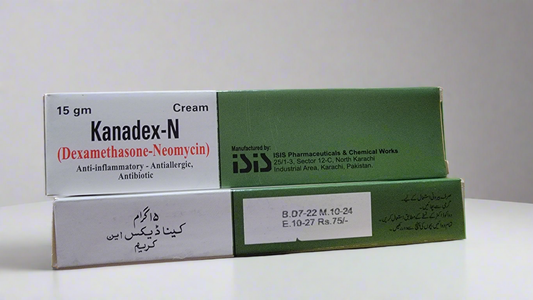 15 gm Cream
Kanadex-N
(Dexamethasone-Neomycin)
Anti-inflammatory - Antiallergic,
Antibiotic
Manufactured by:
ISIS
ISIS Pharmaceuticals & Chemical Works
25/1-3, Sector 12-C, North Karachi
Industrial Area, Karachi, Pakistan.
۱۵ گرام
کینا ڈیکس این
کریم
B.D7-22 M.10-24
E.10-27 Rs.75/-